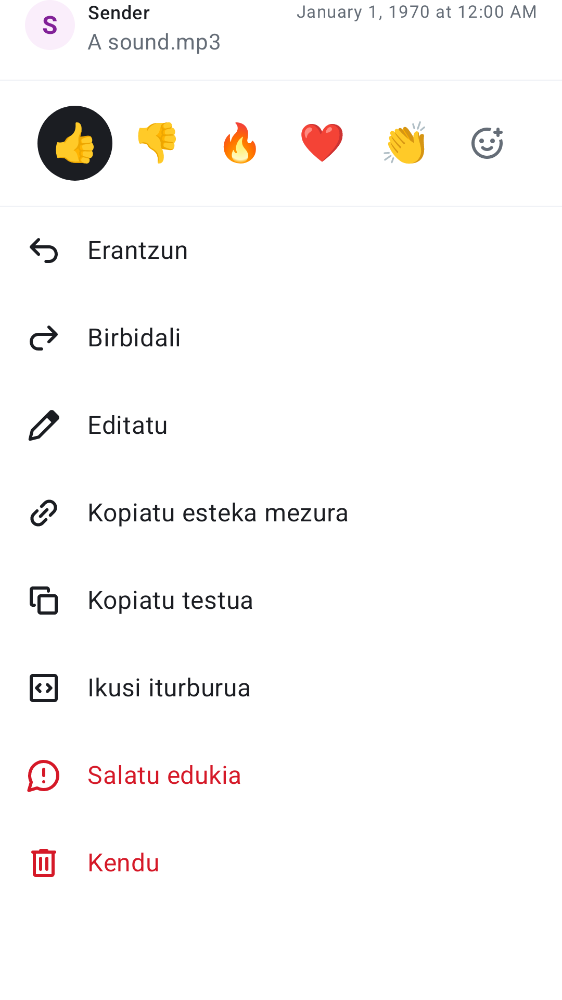 S
Sender
January 1, 1970 at 12:00 AM
A sound.mp3
Erantzun
Birbidali
Editatu
Kopiatu esteka mezura
Kopiatu testua
Ikusi iturburua
Salatu edukia
Kendu